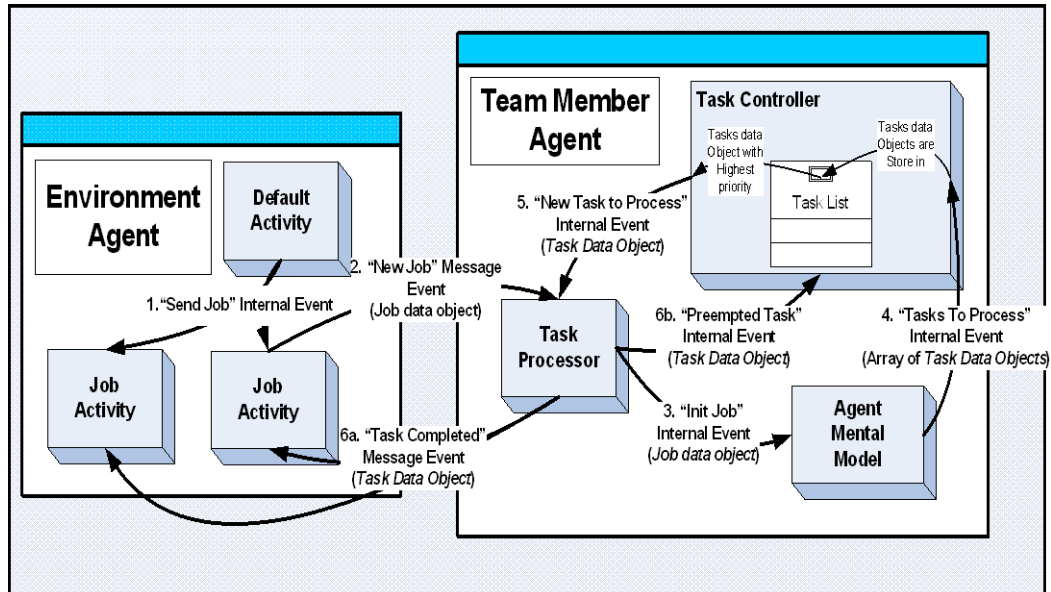 Environment
Agent
Default
Activity
1."Send Job" Internal Event
Job
Activity
Job
Activity
2. "New Job" Message
Event
(Job data object)
6a. "Task Completed"
Message Event
(Task Data Object)
Team Member
Agent
Task Controller
Tasks data
Object with
Highest
priority
Tasks data
Objects are
Store in
Task List
5. "New Task to Process"
Internal Event
(Task Data Object)
Task
Processor
6b. "Preempted Task"
Internal Event
(Task Data Object)
4. "Tasks To Process"
Internal Event
(Array of Task Data Objects)
3. "Init Job"
Internal Event
(Job data object)
Agent
Mental
Model